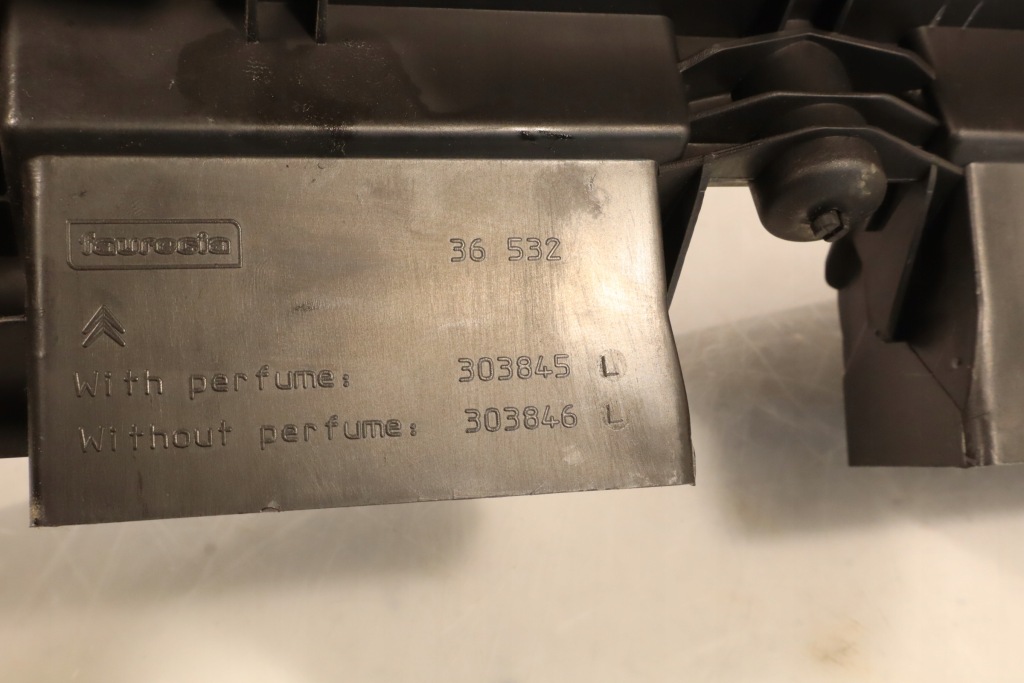 faurecia 36 532
With perfume: 303845 L
Without perfume: 303846 L